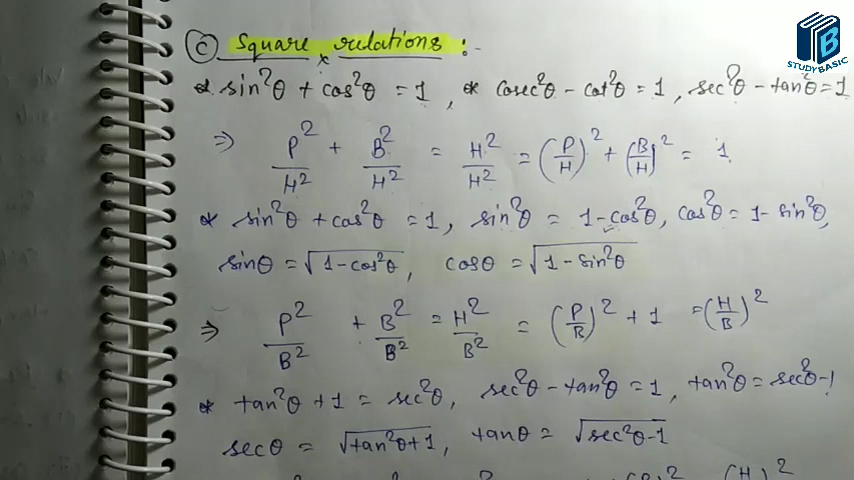 B
STUDYBASIC
(C) Square relations :-
* sin²θ + cos²θ = 1, * cosec²θ - cot²θ = 1, sec²θ - tan²θ = 1
⇒ P²/H² + B²/H² = H²/H² = (P/H)² + (B/H)² = 1
* sin²θ + cos²θ = 1, sin²θ = 1-cos²θ, cos²θ = 1 - sin²θ,
sinθ = √(1-cos²θ), cosθ = √(1-sin²θ)
⇒ P²/B² + B²/B² = H²/B² = (P/B)² + 1 = (H/B)²
* tan²θ + 1 = sec²θ, sec²θ - tan²θ = 1, tan²θ = sec²θ-1
secθ = √(tan²θ+1), tanθ = √(sec²θ-1)